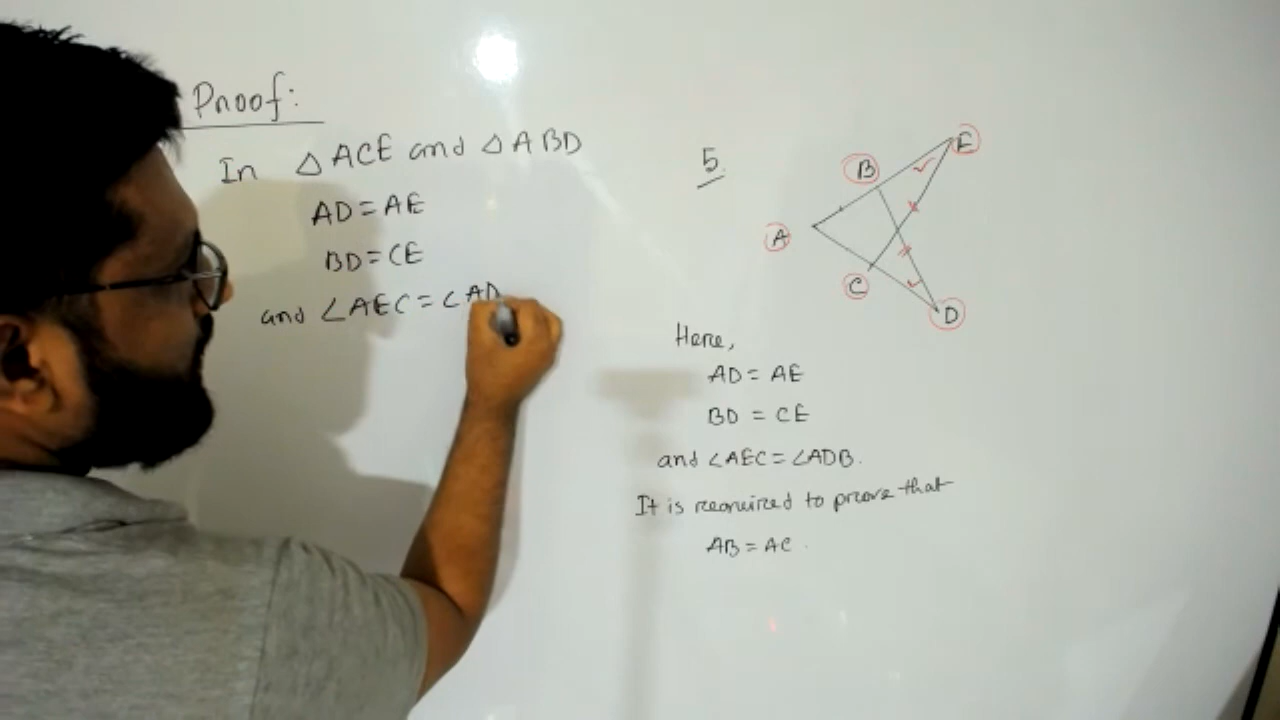 Proof:
In △ACE and △ABD
AD = AE
BD = CE
and ∠AEC = ∠AD
5.
E
B
A
C
D
Here,
AD = AE
BD = CE
and ∠AEC = ∠ADB.
It is required to prove that
AB = AC.